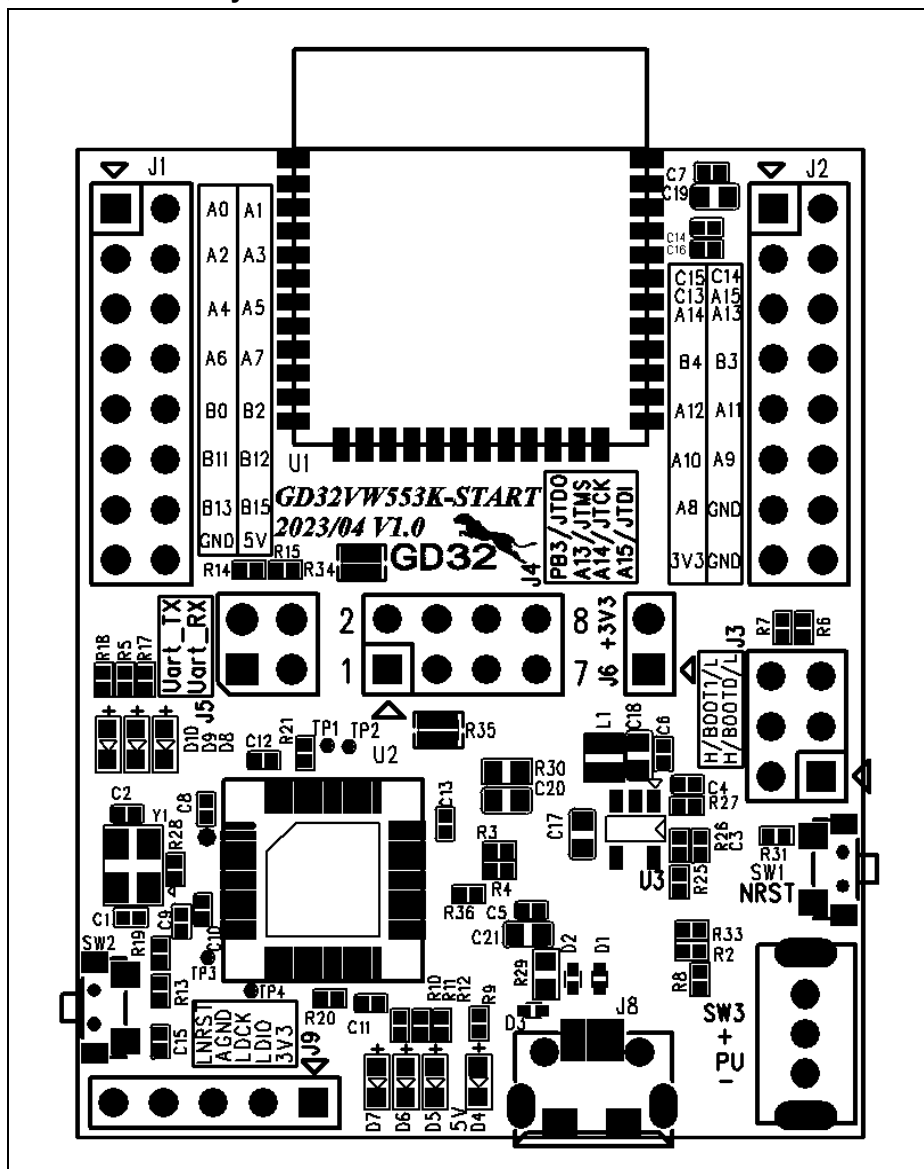 J1
J2
C7
C19
C14
C16
A0 A1
A2 A3
A4 A5
A6 A7
B0 B2
B11 B12
B13 B15
GND 5V
C15 C14
C13 A15
A14 A13
B4 B3
A12 A11
A10 A9
A8 GND
3V3 GND
U1
GD32VW553K-START
2023/04 V1.0
GD32
J4
PB3/JTDO
A13/JTMS
A14/JTCK
A15/JTDI
R14
R15
R34
R18
R5
R17
Uart_TX
Uart_RX
J5
2
1
8
7
+3V3
J6
R7
R6
J3
H/BOOT1/L
H/BOOT0/L
D10
D9
D8
+ + +
C12
R21
TP1
TP2
U2
R35
L1
C18
C6
C2
Y1
C8
R28
C13
R30
C20
C17
C4
R27
R3
R4
R36
C5
C21
U3
R26
C3
R25
R31
SW1
NRST
C1
C9
C10
R19
SW2
TP3
TP4
R13
C15
R20
C11
R10
R11
R12
R9
R29
D2
D1
D3
J8
R33
R2
R8
SW3
+
PU
-
LNRST
AGND
LDCK
LDIO
3V3
J9
+ + + +
D7
D6
D5
5V
D4